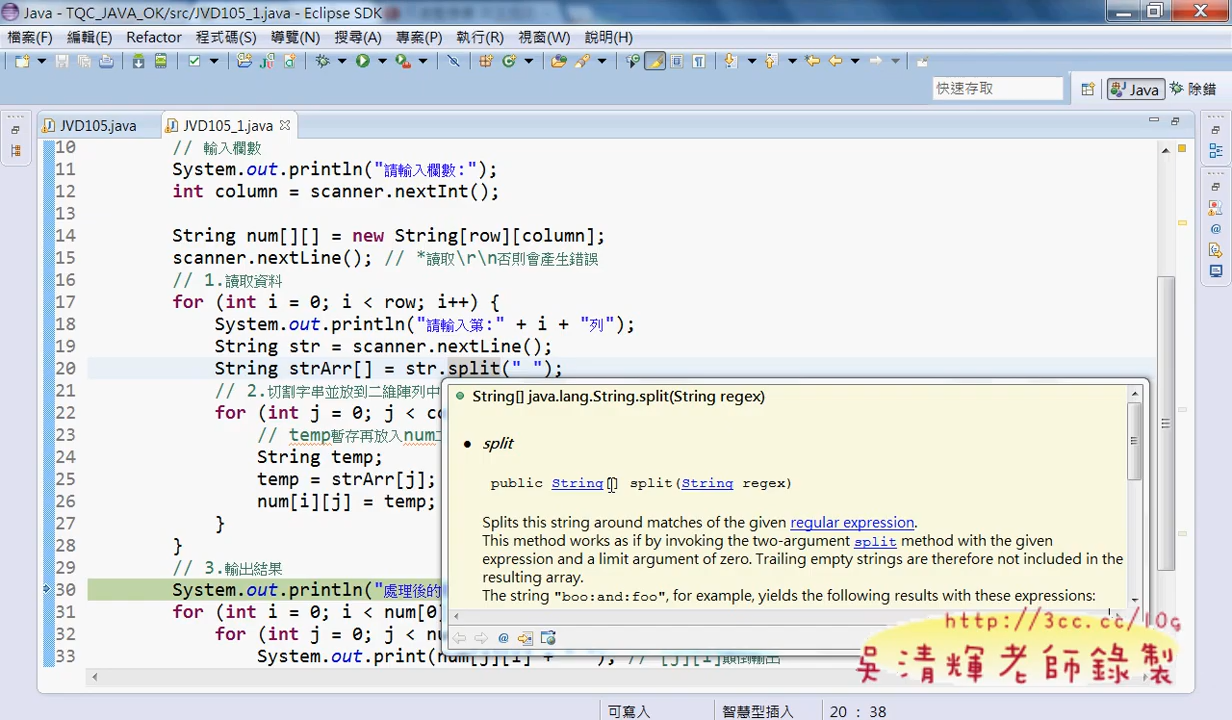 Java - TQC_JAVA_OK/src/JVD105_1.java - Eclipse SDK
檔案(F) 編輯(E) Refactor 程式碼(S) 導覽(N) 搜尋(A) 專案(P) 執行(R) 視窗(W) 說明(H)
快速存取 Java 除錯
JVD105.java JVD105_1.java
10 // 輸入欄數
11 System.out.println("請輸入欄數:");
12 int column = scanner.nextInt();
13
14 String num[][] = new String[row][column];
15 scanner.nextLine(); // *讀取\r\n否則會產生錯誤
16 // 1.讀取資料
17 for (int i = 0; i < row; i++) {
18 System.out.println("請輸入第:" + i + "列");
19 String str = scanner.nextLine();
20 String strArr[] = str.split(" ");
21 // 2.切割字串並放到二維陣列中
22 for (int j = 0; j < co
23 // temp暫存再放入num
24 String temp;
25 temp = strArr[j];
26 num[i][j] = temp;
27 }
28 }
29 // 3.輸出結果
30 System.out.println("處理後的
31 for (int i = 0; i < num[0]
32 for (int j = 0; j < nu
33 System.out.print(num[j][i] + "); // [j][i]顛倒輸出
String[] java.lang.String.split(String regex)
• split
public String[] split(String regex)
Splits this string around matches of the given regular expression.
This method works as if by invoking the two-argument split method with the given
expression and a limit argument of zero. Trailing empty strings are therefore not included in the
resulting array.
The string "boo:and:foo", for example, yields the following results with these expressions:
http://3cc.cc/10g
吳清輝老師錄製
可寫入 智慧型插入 20 : 38